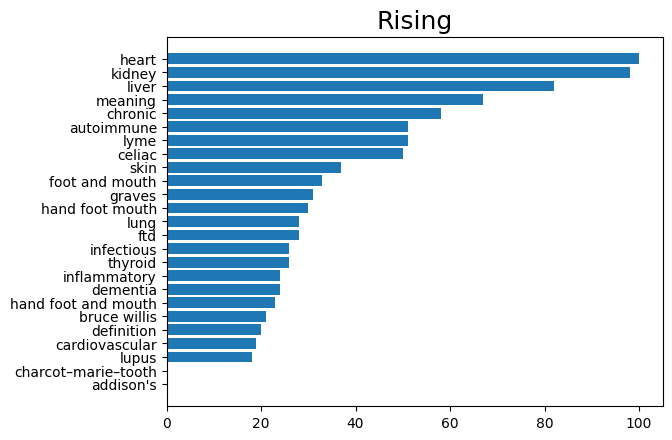 Rising
heart
kidney
liver
meaning
chronic
autoimmune
lyme
celiac
skin
foot and mouth
graves
hand foot mouth
lung
ftd
infectious
thyroid
inflammatory
dementia
hand foot and mouth
bruce willis
definition
cardiovascular
lupus
charcot–marie–tooth
addison's
0 20 40 60 80 100